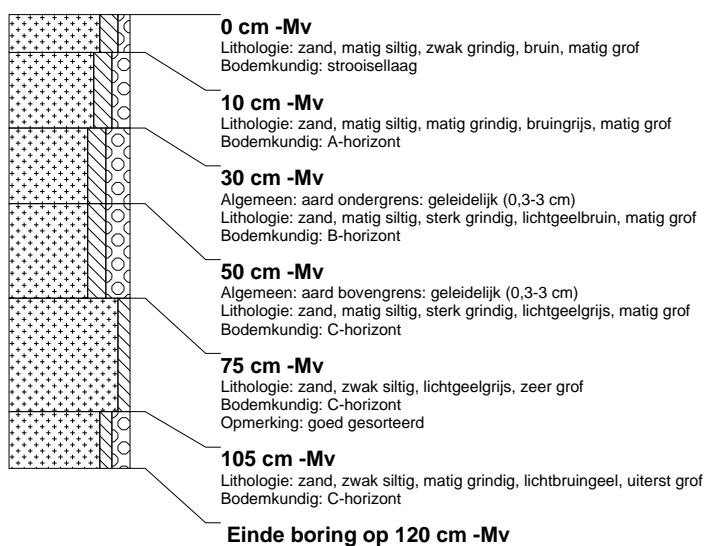 0 cm -Mv
Lithologie: zand, matig siltig, zwak grindig, bruin, matig grof
Bodemkundig: strooisellaag
10 cm -Mv
Lithologie: zand, matig siltig, matig grindig, bruingrijs, matig grof
Bodemkundig: A-horizont
30 cm -Mv
Algemeen: aard ondergrens: geleidelijk (0,3-3 cm)
Lithologie: zand, matig siltig, sterk grindig, lichtgeelbruin, matig grof
Bodemkundig: B-horizont
50 cm -Mv
Algemeen: aard bovengrens: geleidelijk (0,3-3 cm)
Lithologie: zand, matig siltig, sterk grindig, lichtgeelgrijs, matig grof
Bodemkundig: C-horizont
75 cm -Mv
Lithologie: zand, zwak siltig, lichtgeelgrijs, zeer grof
Bodemkundig: C-horizont
Opmerking: goed gesorteerd
105 cm -Mv
Lithologie: zand, zwak siltig, matig grindig, lichtbruingeel, uiterst grof
Bodemkundig: C-horizont
Einde boring op 120 cm -Mv